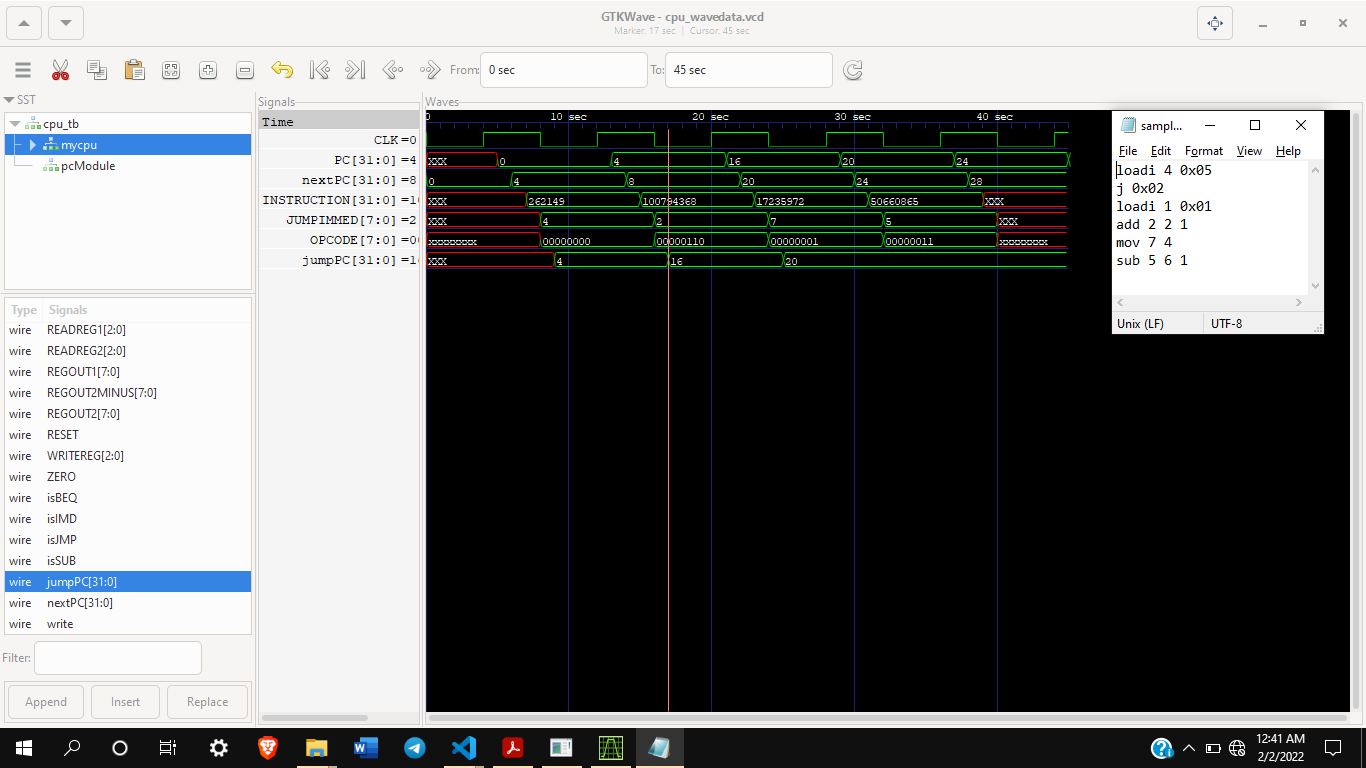 GTKWave - cpu_wavedata.vcd
Marker: 17 sec | Cursor: 45 sec
From: 0 sec To: 45 sec
SST
cpu_tb
mycpu
pcModule
Type Signals
wire READREG1[2:0]
wire READREG2[2:0]
wire REGOUT1[7:0]
wire REGOUT2MINUS[7:0]
wire REGOUT2[7:0]
wire RESET
wire WRITEREG[2:0]
wire ZERO
wire isBEQ
wire isIMD
wire isJMP
wire isSUB
wire jumpPC[31:0]
wire nextPC[31:0]
wire write
Filter:
Append Insert Replace
Signals
Time
CLK =0
PC[31:0] =4
nextPC[31:0] =8
INSTRUCTION[31:0] =10
JUMPIMMED[7:0] =2
OPCODE[7:0] =00
jumpPC[31:0] =16
Waves
0 10 sec 20 sec 30 sec 40 sec
XXX 0 4 16 20 24
0 4 8 20 24 28
XXX 262149 100794368 17235972 50660865 XXX
XXX 4 2 7 5 XXX
xxxxxxxx 00000000 00000110 00000001 00000011 xxxxxxxx
XXX 4 16 20
sampl...
File Edit Format View Help
loadi 4 0x05
j 0x02
loadi 1 0x01
add 2 2 1
mov 7 4
sub 5 6 1
Unix (LF) UTF-8
12:41 AM
2/2/2022